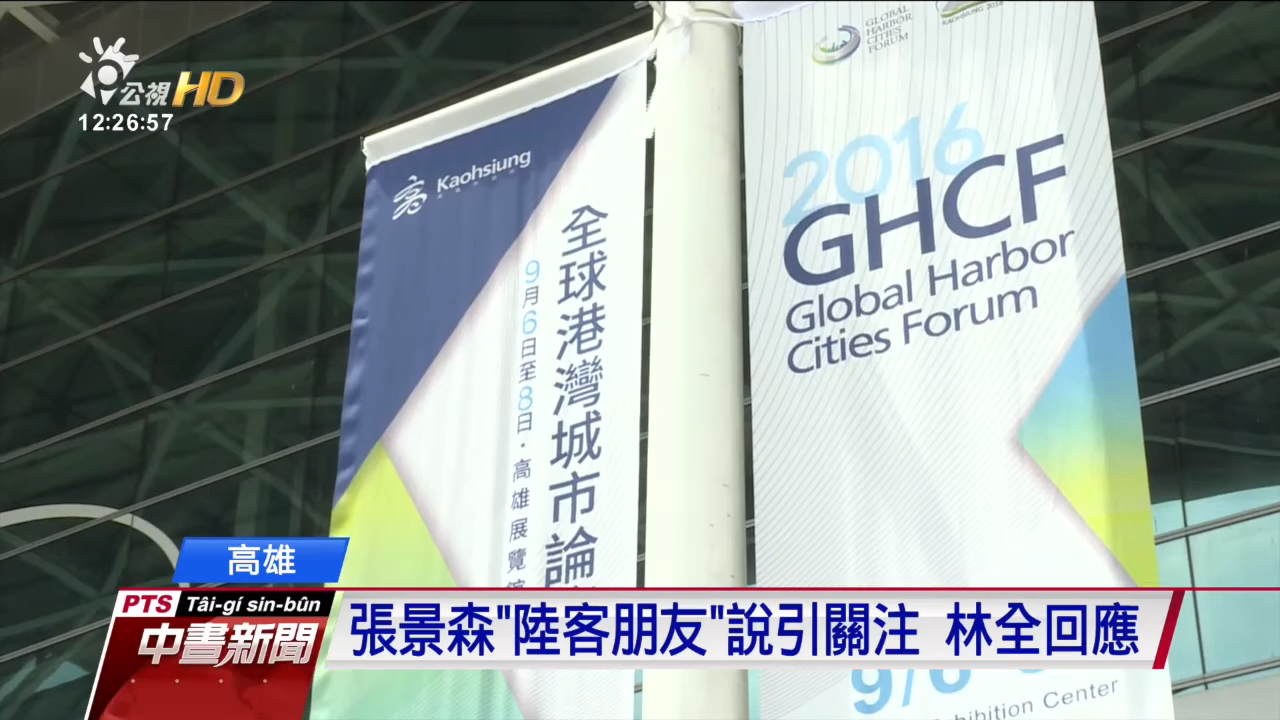 公視HD
12:26:57
Kaohsiung
全球港灣城市論
9月6日至8日·高雄展覽館
GLOBAL
HARBOR
CITIES
FORUM
KAOHSIUNG 2016
2016
GHCF
Global Harbor
Cities Forum
高雄
PTS Tâi-gí sin-bûn
中晝新聞
張景森"陸客朋友"說引關注 林全回應
Center